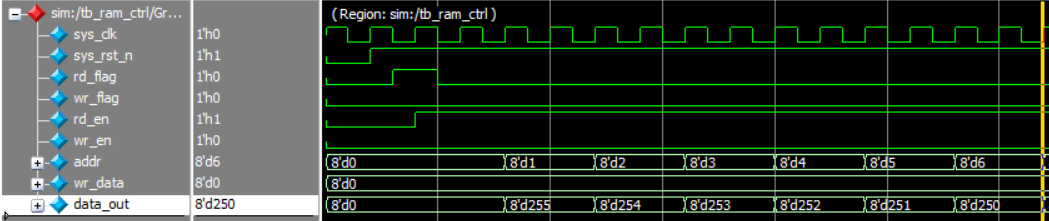 sim:/tb_ram_ctrl/Gr... (Region: sim:/tb_ram_ctrl )
sys_clk 1'h0
sys_rst_n 1'h1
rd_flag 1'h0
wr_flag 1'h0
rd_en 1'h1
wr_en 1'h0
addr 8'd6 8'd0 8'd1 8'd2 8'd3 8'd4 8'd5 8'd6
wr_data 8'd0 8'd0
data_out 8'd250 8'd0 8'd255 8'd254 8'd253 8'd252 8'd251 8'd250